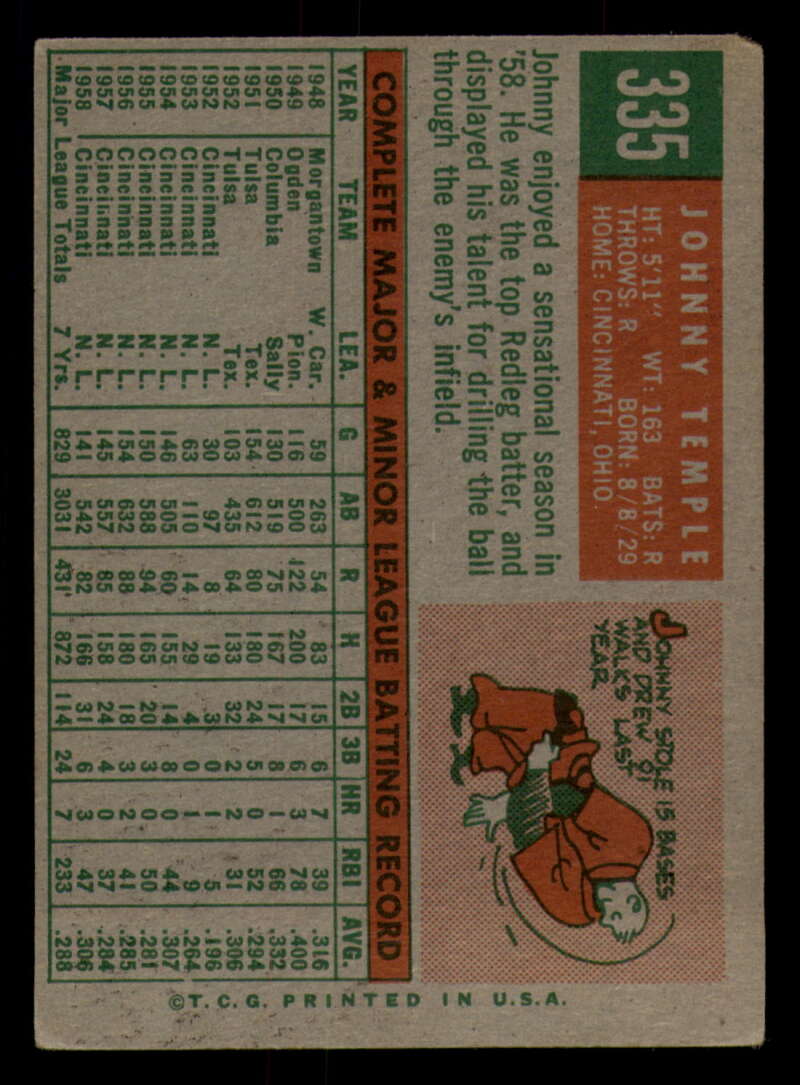 335
JOHNNY TEMPLE
HT: 5'11" WT: 163 BATS: R
THROWS: R BORN: 8/8/29
HOME: CINCINNATI, OHIO
Johnny enjoyed a sensational season in
'58. He was the top Redleg batter, and
displayed his talent for drilling the ball
through the enemy's infield.
JOHNNY STOLE 15 BASES
AND DREW 91
WALKS LAST
YEAR
COMPLETE MAJOR & MINOR LEAGUE BATTING RECORD
YEAR TEAM LEA. G AB R H 2B 3B HR RBI AVG.
1948 Morgantown W. Car. 59 263 54 83 15 6 7 39 .316
1949 Ogden Pion. 116 500 122 200 17 6 3 78 .400
1950 Columbia Sally 130 519 75 167 17 8 1 66 .332
1951 Tulsa Tex. 154 612 80 180 24 5 0 52 .294
1952 Tulsa Tex. 103 435 64 133 32 2 2 31 .306
1952 Cincinnati N. L. 30 97 8 19 3 0 1 5 .196
1953 Cincinnati N. L. 63 110 14 29 4 0 1 9 .264
1954 Cincinnati N. L. 146 505 60 155 14 8 0 44 .307
1955 Cincinnati N. L. 150 588 94 165 20 3 0 50 .281
1956 Cincinnati N. L. 154 632 88 180 18 3 2 41 .285
1957 Cincinnati N. L. 145 557 85 158 24 4 0 37 .284
1958 Cincinnati N. L. 141 542 82 166 31 6 3 47 .306
Major League Totals 7 Yrs. 829 3031 431 872 114 24 7 233 .288
©T.C.G. PRINTED IN U.S.A.